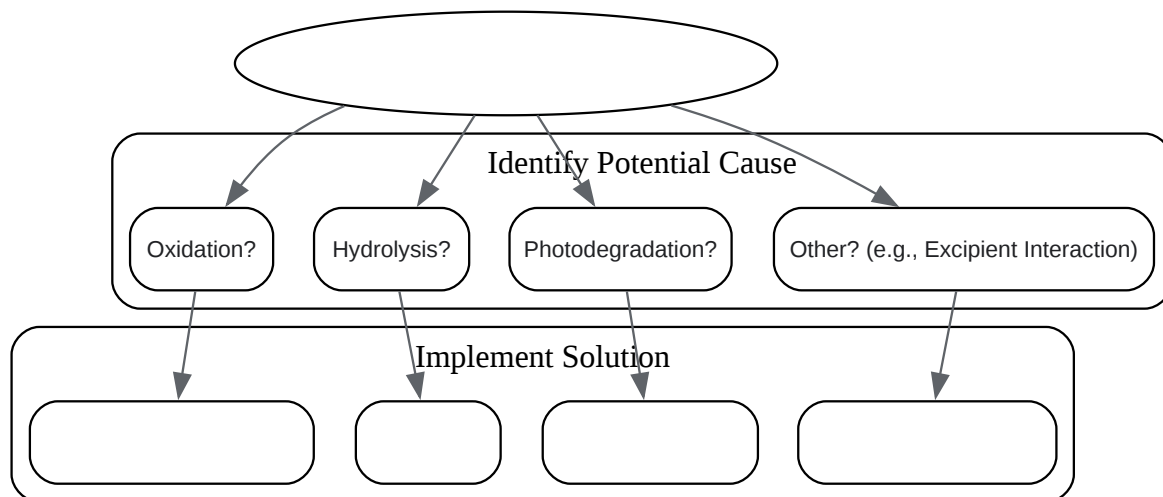 Identify Potential Cause
Oxidation?
Hydrolysis?
Photodegradation?
Other? (e.g., Excipient Interaction)
Implement Solution